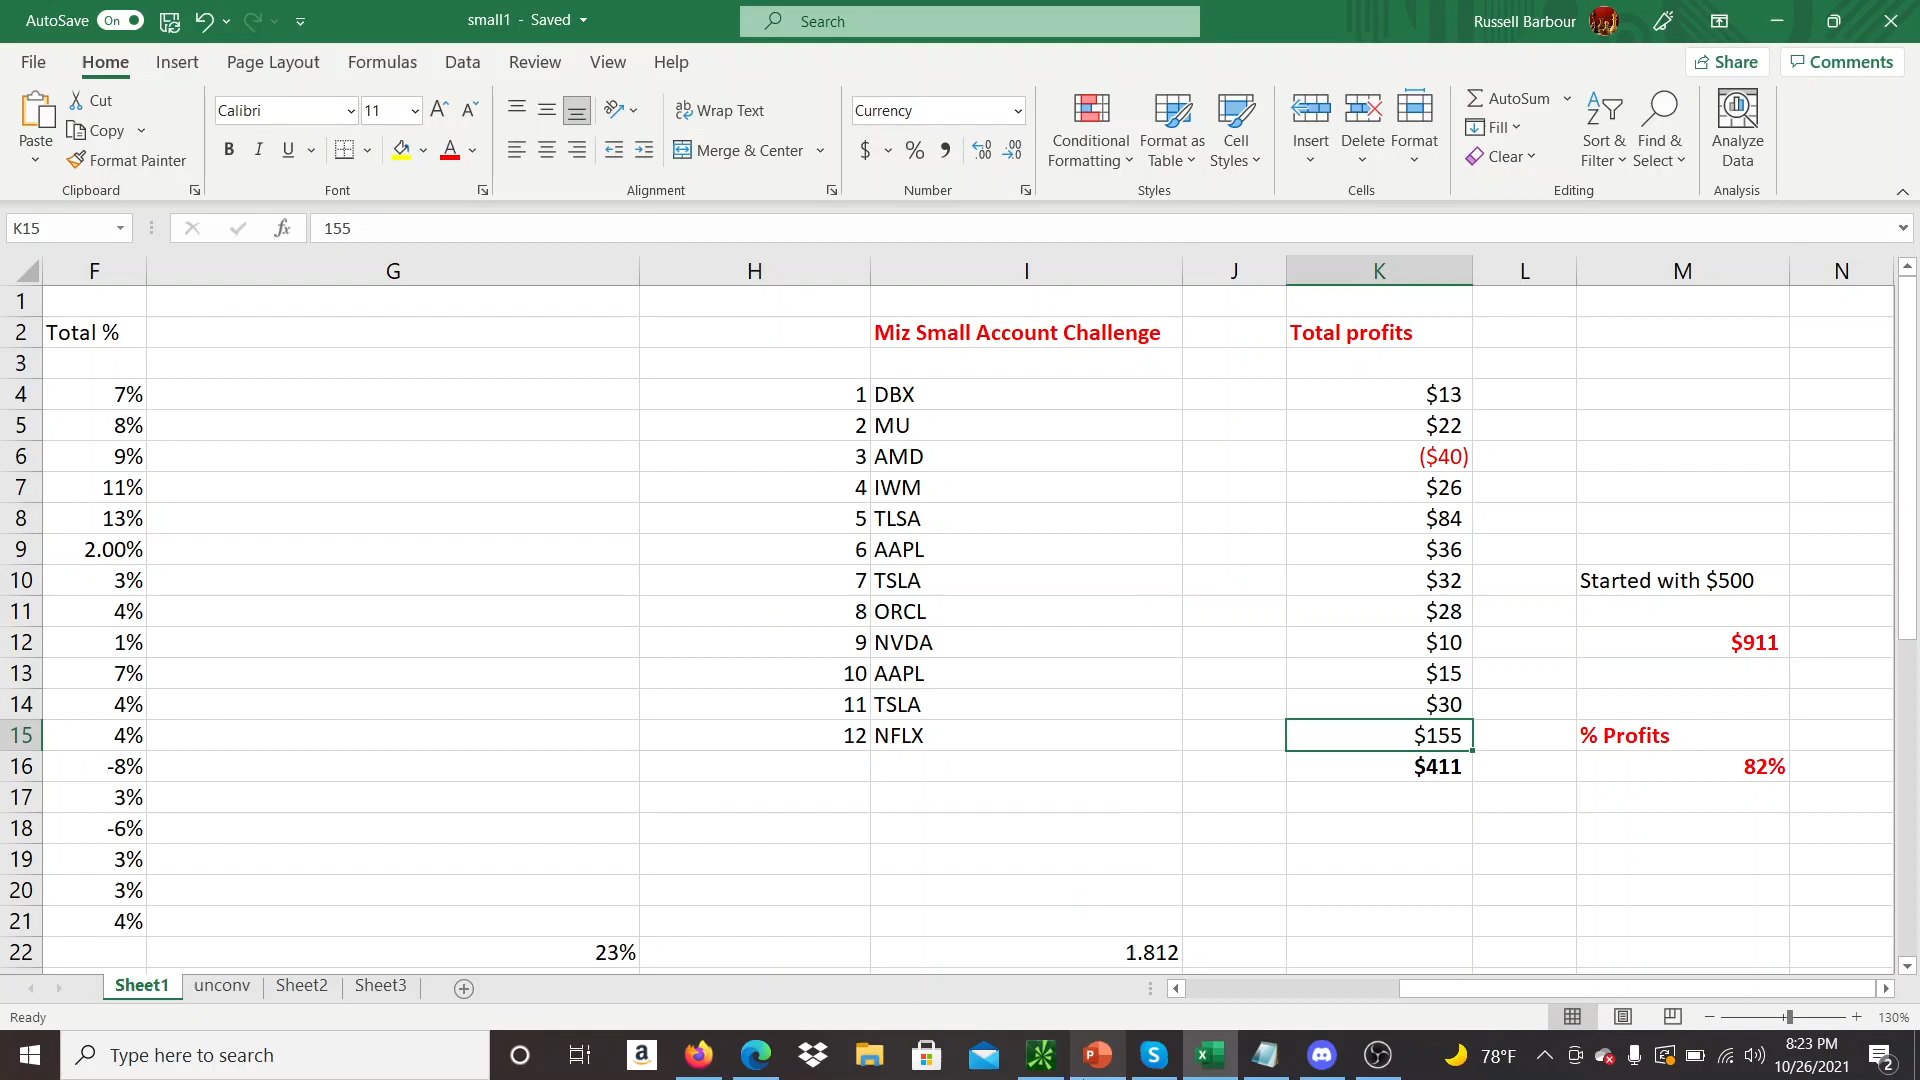 AutoSave On small1 - Saved Search Russell Barbour
File Home Insert Page Layout Formulas Data Review View Help Share Comments
Paste Cut Copy Format Painter Clipboard
Calibri 11 B I U A Font
Wrap Text Merge & Center Alignment
Currency $ % , Number
Conditional Formatting Format as Table Cell Styles Styles
Insert Delete Format Cells
AutoSum Fill Clear Sort & Filter Find & Select Editing
Analyze Data Analysis
K15 fx 155
F G H I J K L M N
1
2 Total % Miz Small Account Challenge Total profits
3
4 7% 1 DBX $13
5 8% 2 MU $22
6 9% 3 AMD ($40)
7 11% 4 IWM $26
8 13% 5 TLSA $84
9 2.00% 6 AAPL $36
10 3% 7 TSLA $32 Started with $500
11 4% 8 ORCL $28
12 1% 9 NVDA $10 $911
13 7% 10 AAPL $15
14 4% 11 TSLA $30
15 4% 12 NFLX $155 % Profits
16 -8% $411 82%
17 3%
18 -6%
19 3%
20 3%
21 4%
22 23% 1.812
Sheet1 unconv Sheet2 Sheet3
Ready 130%
Type here to search 78°F 8:23 PM
10/26/2021 2